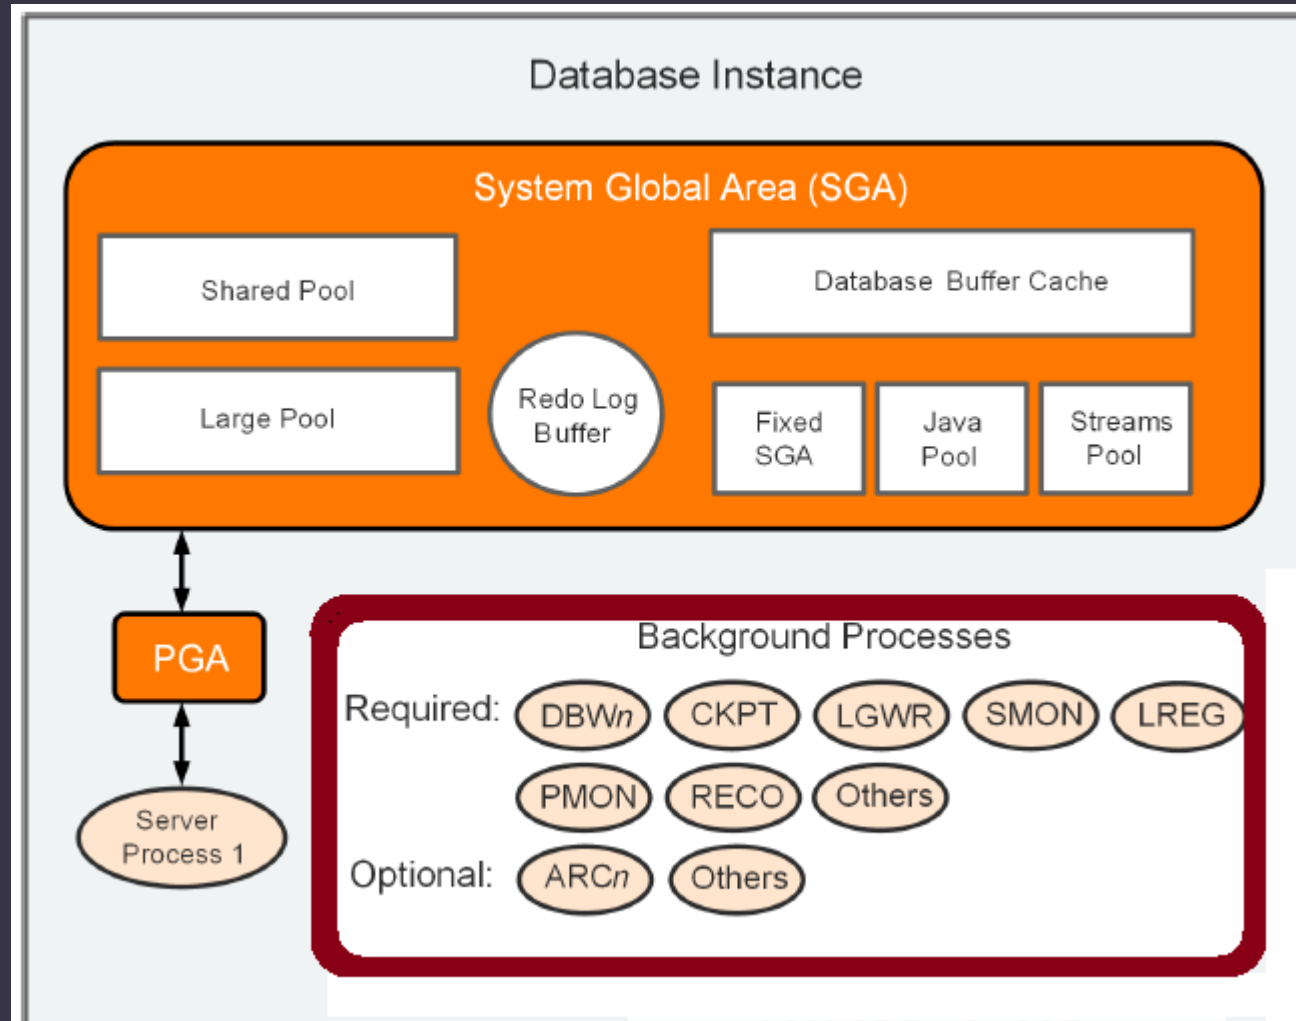 Database Instance
System Global Area (SGA)
Shared Pool
Database Buffer Cache
Large Pool
Redo Log
Buffer
Fixed
SGA
Java
Pool
Streams
Pool
PGA
Server
Process 1
Background Processes
Required: DBWn CKPT LGWR SMON LREG
PMON RECO Others
Optional: ARCn Others